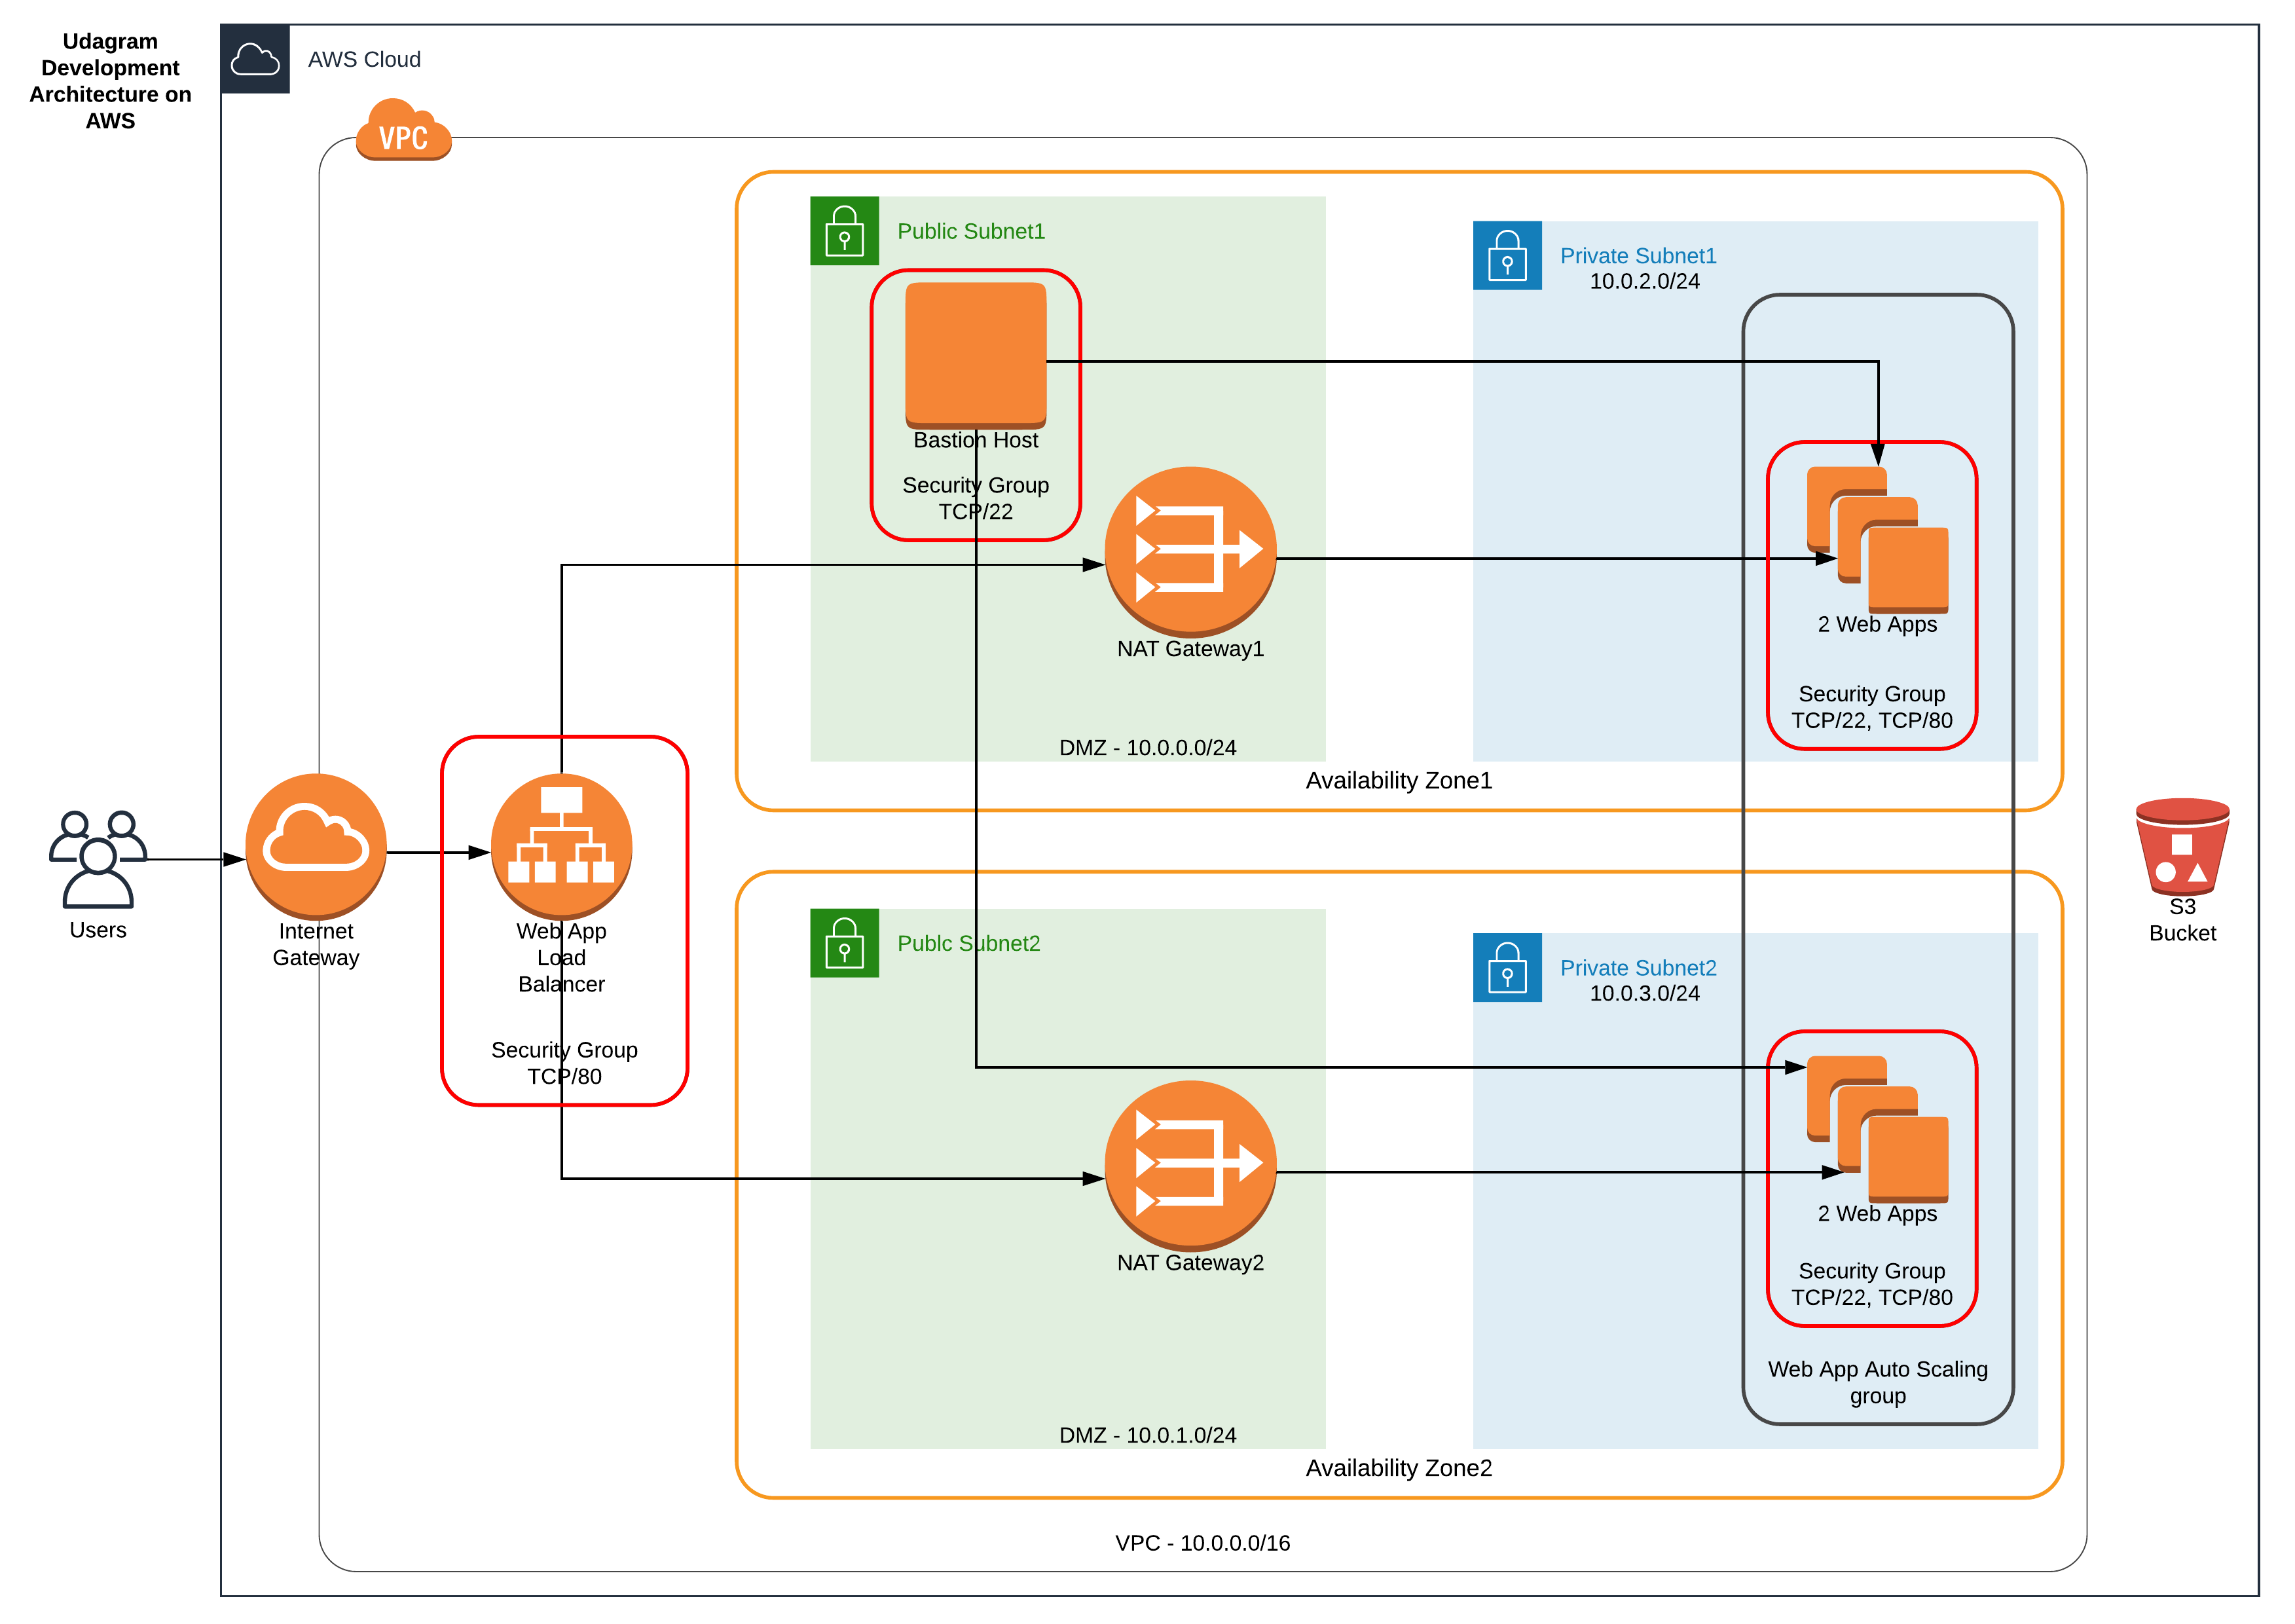 Udagram
Development
Architecture on
AWS
AWS Cloud
VPC
Public Subnet1
Private Subnet1
10.0.2.0/24
Bastion Host
Security Group
TCP/22
NAT Gateway1
2 Web Apps
Security Group
TCP/22, TCP/80
DMZ - 10.0.0.0/24
Availability Zone1
Users
Internet
Gateway
Web App
Load
Balancer
Security Group
TCP/80
S3
Bucket
Publc Subnet2
Private Subnet2
10.0.3.0/24
NAT Gateway2
2 Web Apps
Security Group
TCP/22, TCP/80
Web App Auto Scaling
group
DMZ - 10.0.1.0/24
Availability Zone2
VPC - 10.0.0.0/16